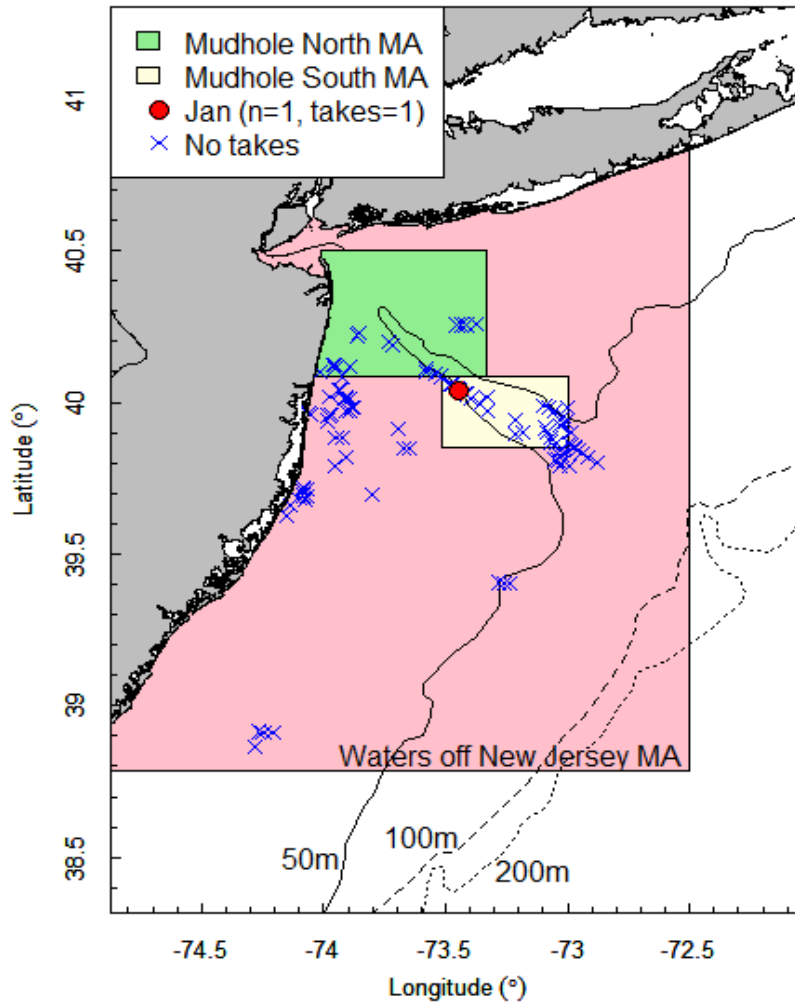 Mudhole North MA
Mudhole South MA
Jan (n=1, takes=1)
No takes
41
40.5
40
39.5
39
38.5
Latitude (°)
Waters off New Jersey MA
50m
100m
200m
-74.5
-74
-73.5
-73
-72.5
Longitude (°)